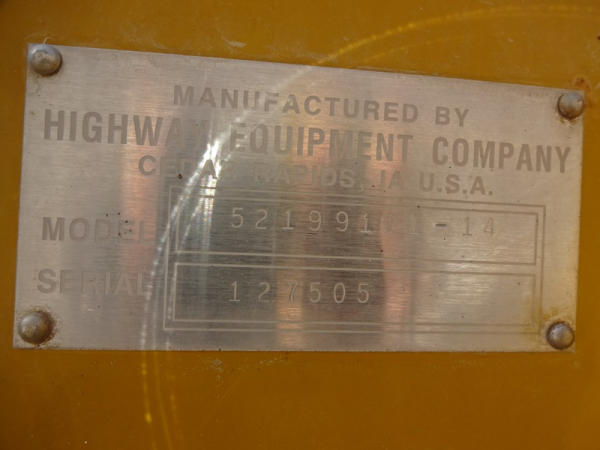 MANUFACTURED BY
HIGHWAY EQUIPMENT COMPANY
CEDAR RAPIDS, IA U.S.A.
MODEL
SERIAL 127505